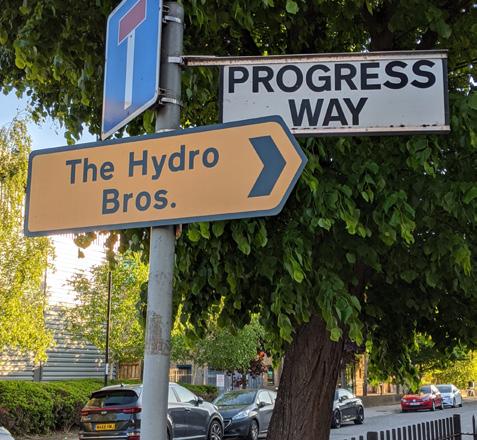 PROGRESS
WAY
The Hydro
Bros.